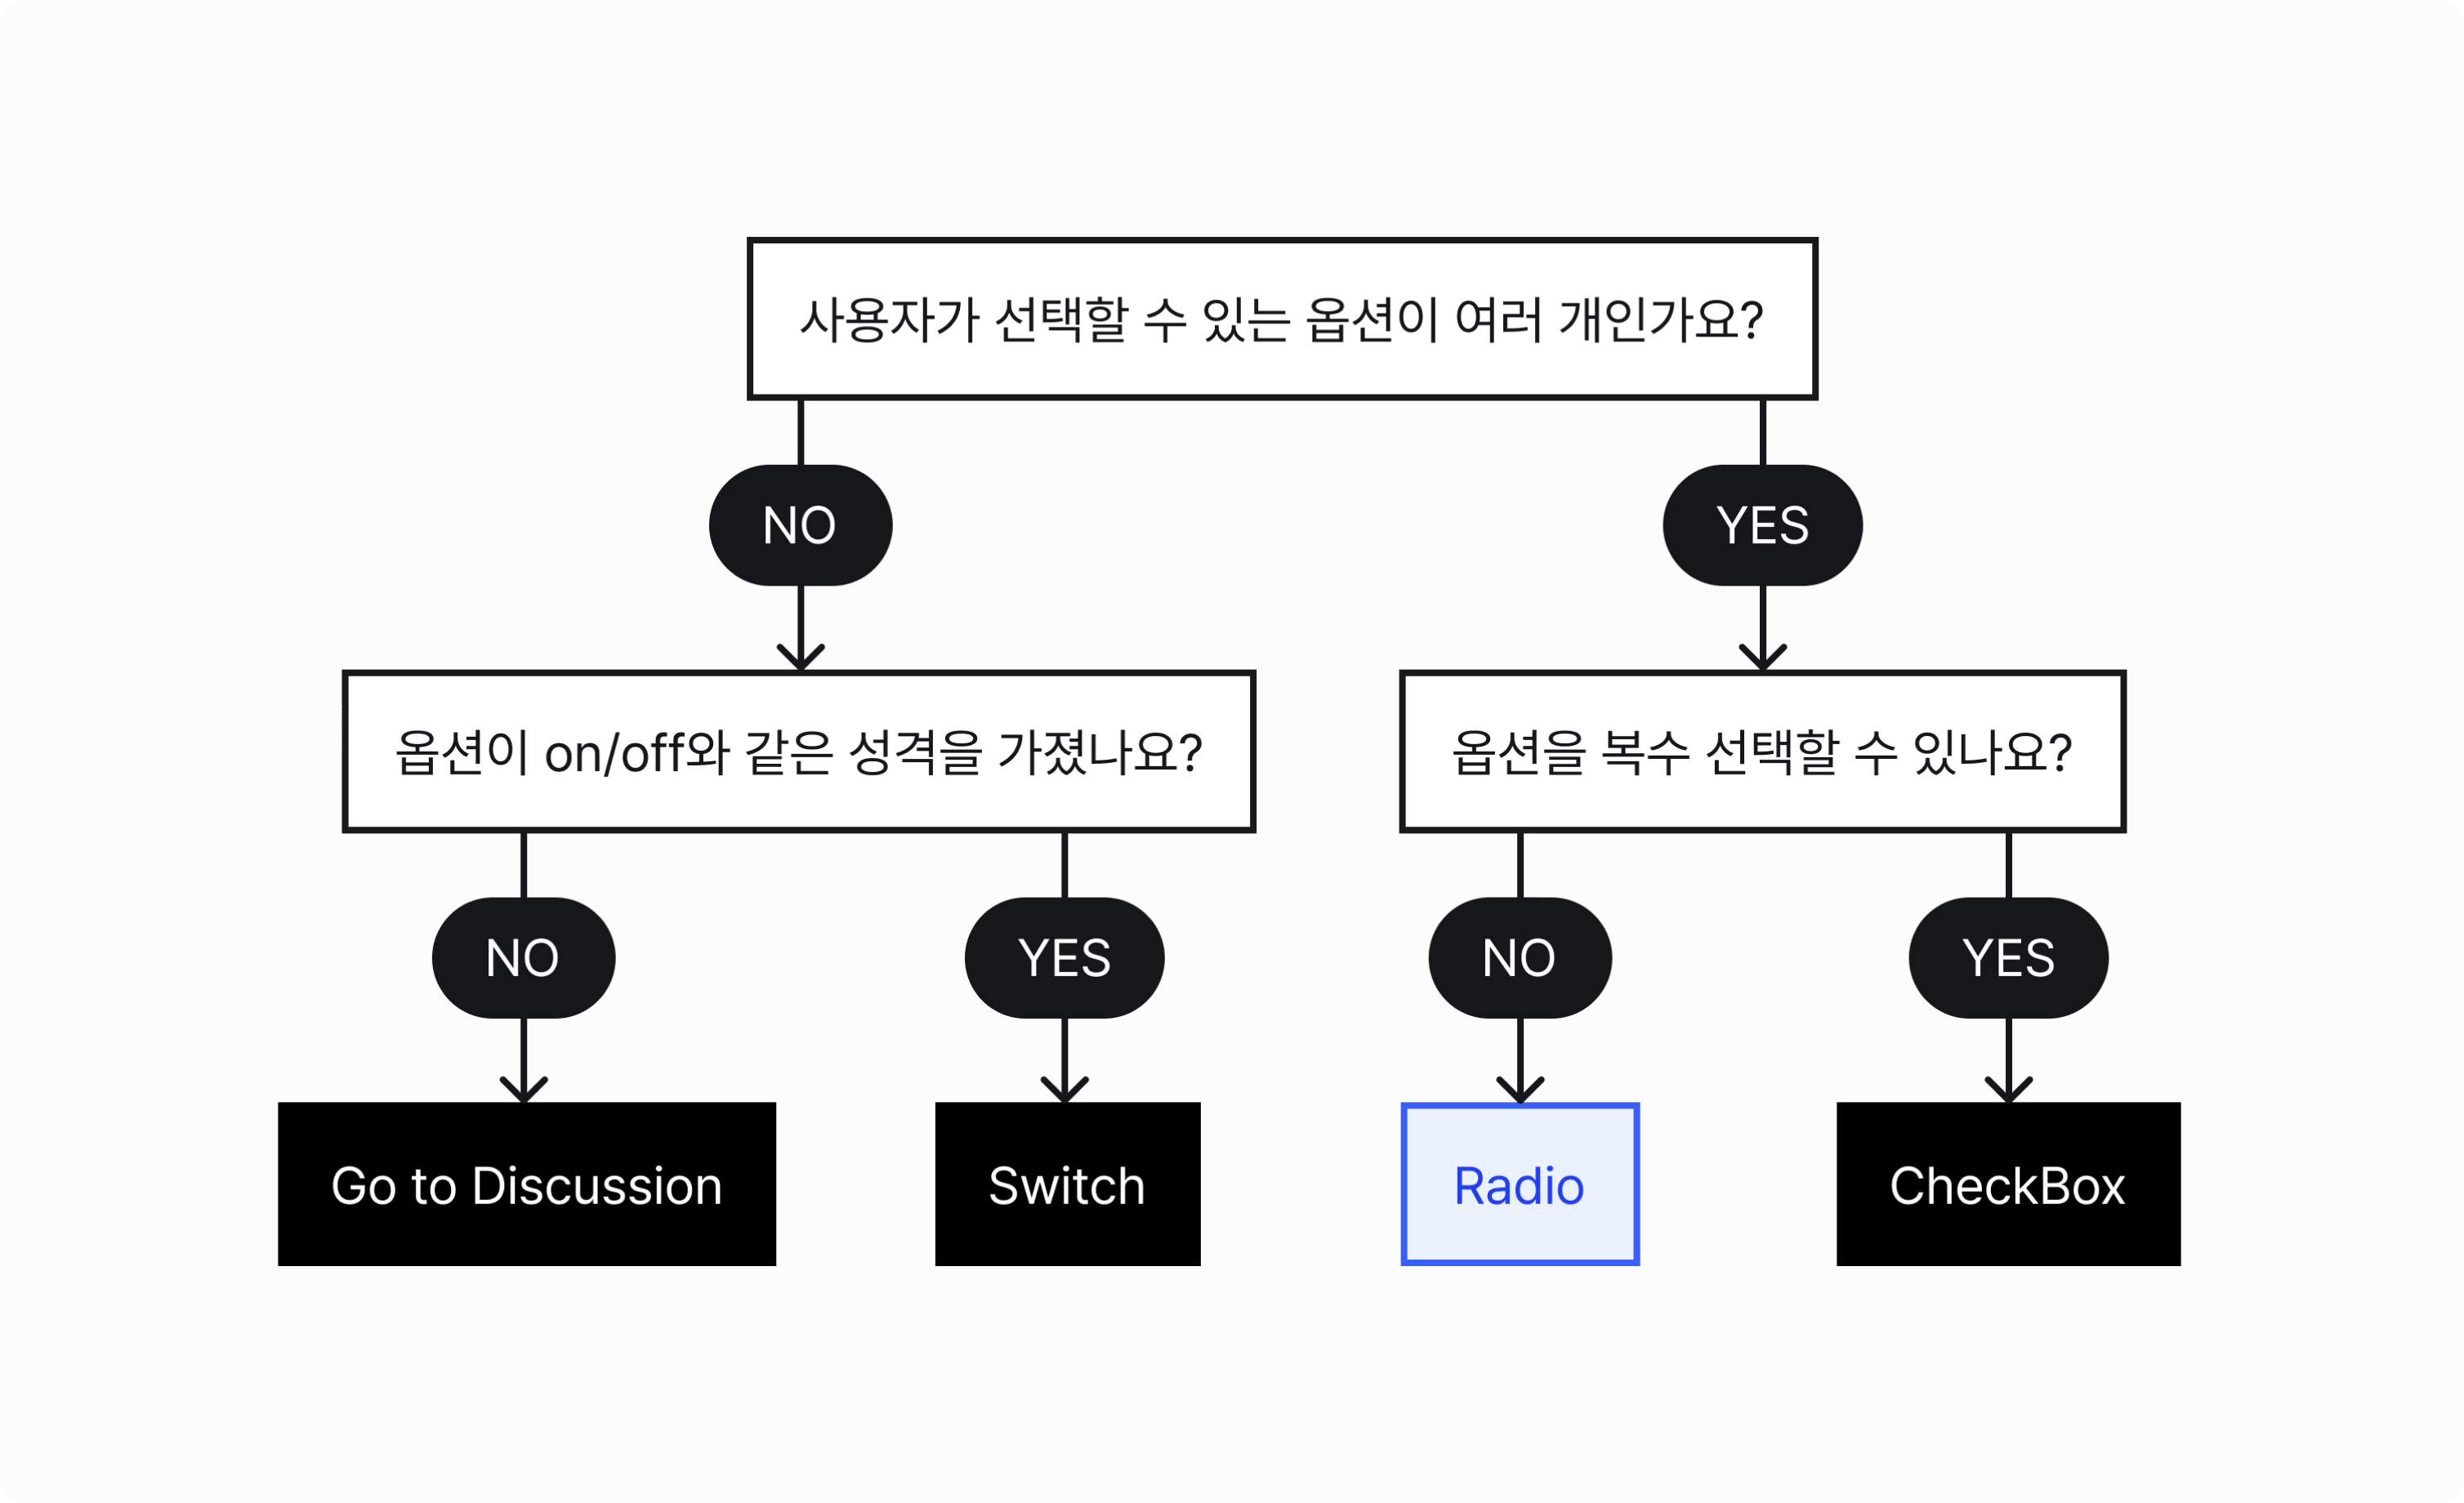 사용자가 선택할 수 있는 옵션이 여러 개인가요?
NO
YES
옵션이 on/off와 같은 성격을 가졌나요?
옵션을 복수 선택할 수 있나요?
NO
YES
NO
YES
Go to Discussion
Switch
Radio
CheckBox